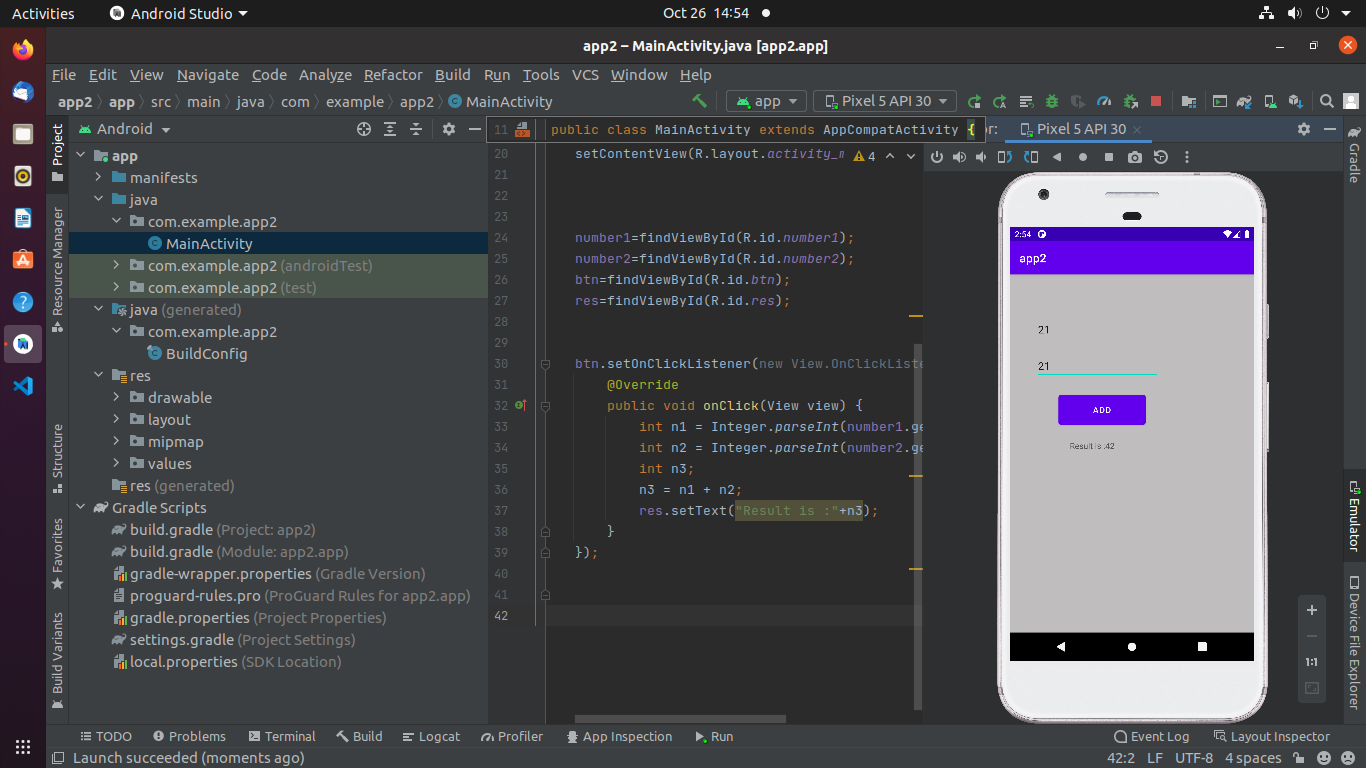 Activities Android Studio Oct 26 14:54
app2 – MainActivity.java [app2.app]
File Edit View Navigate Code Analyze Refactor Build Run Tools VCS Window Help
app2 app src main java com example app2 MainActivity app Pixel 5 API 30
Project
Resource Manager
Structure
Favorites
Build Variants
Android
app
manifests
java
com.example.app2
MainActivity
com.example.app2 (androidTest)
com.example.app2 (test)
java (generated)
com.example.app2
BuildConfig
res
drawable
layout
mipmap
values
res (generated)
Gradle Scripts
build.gradle (Project: app2)
build.gradle (Module: app2.app)
gradle-wrapper.properties (Gradle Version)
proguard-rules.pro (ProGuard Rules for app2.app)
gradle.properties (Project Properties)
settings.gradle (Project Settings)
local.properties (SDK Location)
11 public class MainActivity extends AppCompatActivity {
20 setContentView(R.layout.activity_m 4
21
22
23
24 number1=findViewById(R.id.number1);
25 number2=findViewById(R.id.number2);
26 btn=findViewById(R.id.btn);
27 res=findViewById(R.id.res);
28
29
30 btn.setOnClickListener(new View.OnClickListe
31 @Override
32 public void onClick(View view) {
33 int n1 = Integer.parseInt(number1.ge
34 int n2 = Integer.parseInt(number2.ge
35 int n3;
36 n3 = n1 + n2;
37 res.setText("Result is :"+n3);
38 }
39 });
40
41
42
or: Pixel 5 API 30
2:54
app2
21
21
ADD
Result is :42
1:1
Gradle
Emulator
Device File Explorer
TODO Problems Terminal Build Logcat Profiler App Inspection Run Event Log Layout Inspector
Launch succeeded (moments ago) 42:2 LF UTF-8 4 spaces